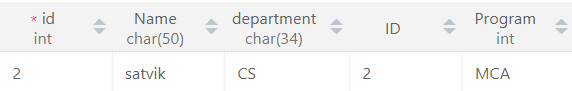 * id Name department ID Program
int char(50) char(34) int
2 satvik CS 2 MCA